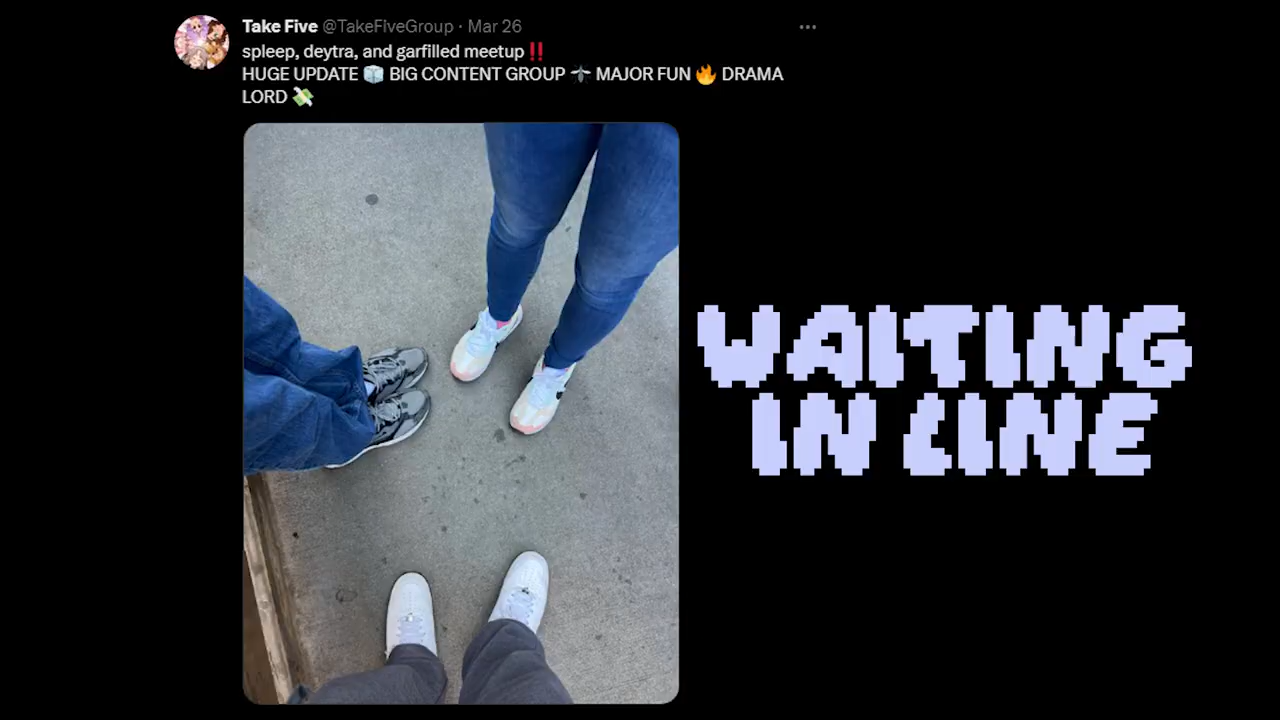 Take Five @TakeFiveGroup · Mar 26
spleep, deytra, and garfilled meetup ‼️
HUGE UPDATE 🧊 BIG CONTENT GROUP 🪰 MAJOR FUN 🔥 DRAMA
LORD 💸
WAITING
IN LINE